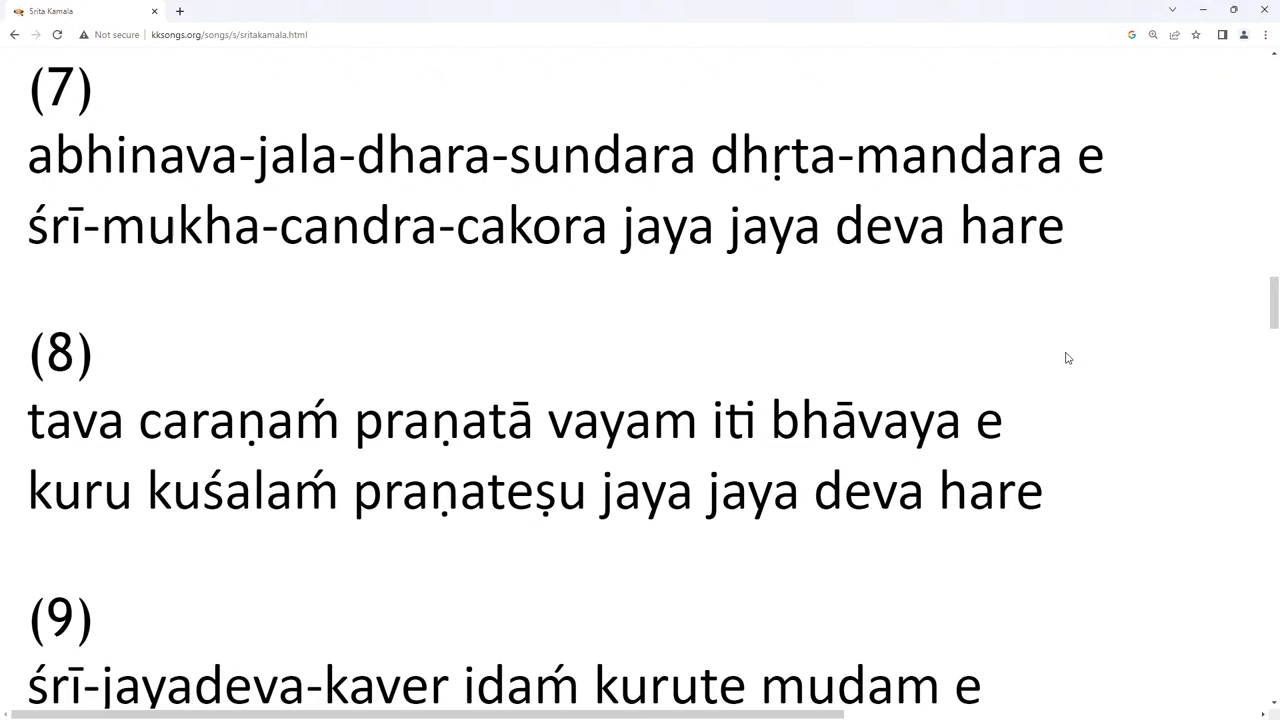 Srita Kamala
Not secure
kksongs.org/songs/s/sritakamala.html
(7)
abhinava-jala-dhara-sundara dhṛta-mandara e
śrī-mukha-candra-cakora jaya jaya deva hare
(8)
tava caraṇaḿ praṇatā vayam iti bhāvaya e
kuru kuśalaḿ praṇateṣu jaya jaya deva hare
(9)
śrī-jayadeva-kaver idaḿ kurute mudam e